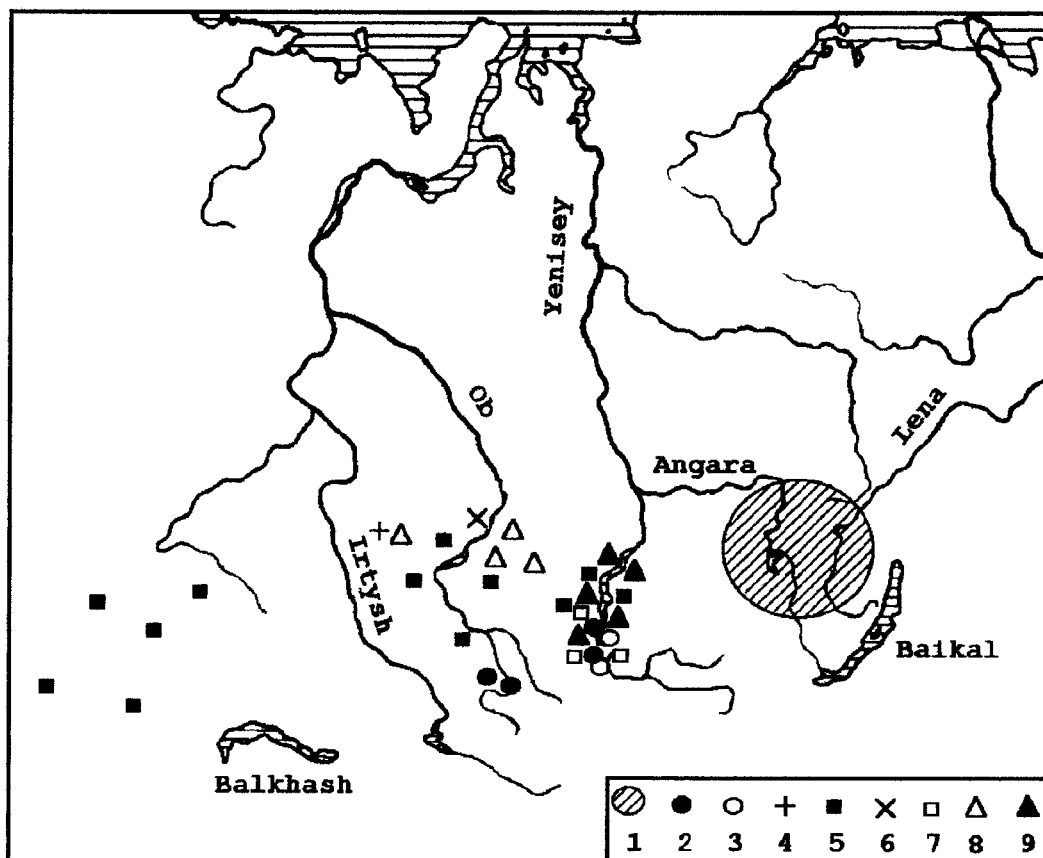 Yenisey
Ob
Lena
Angara
Irtysh
Baikal
Balkhash
1 2 3 4 5 6 7 8 9